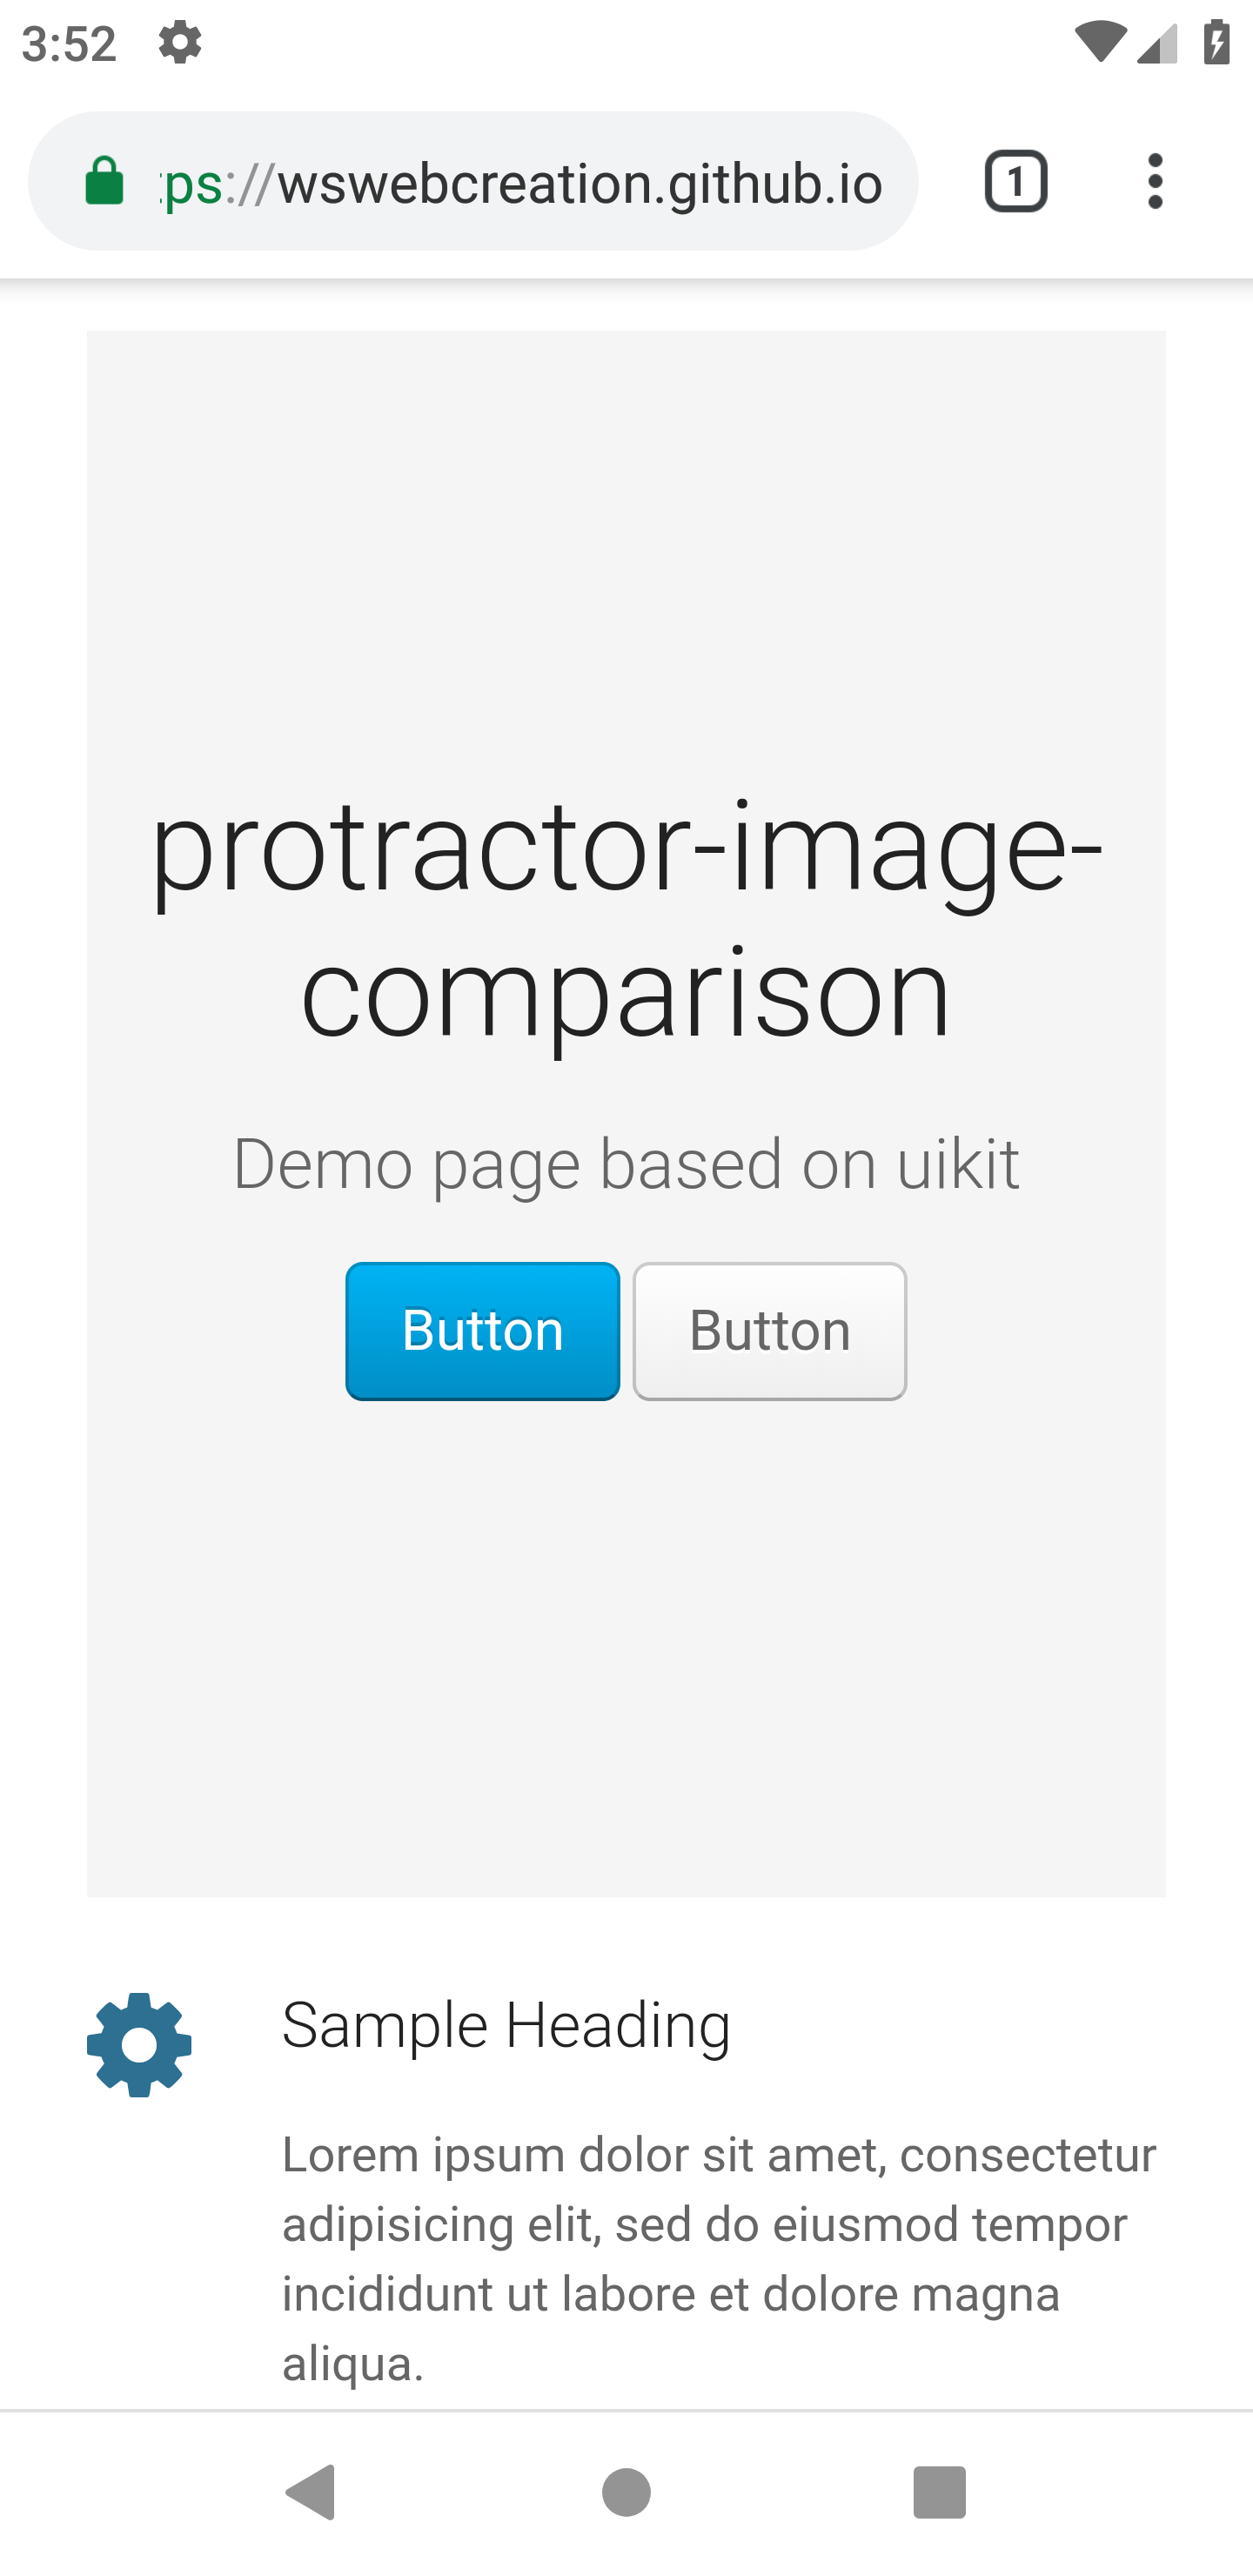 3:52
tps://wswebcreation.github.io
1
protractor-image-
comparison
Demo page based on uikit
Button Button
Sample Heading
Lorem ipsum dolor sit amet, consectetur
adipisicing elit, sed do eiusmod tempor
incididunt ut labore et dolore magna
aliqua.